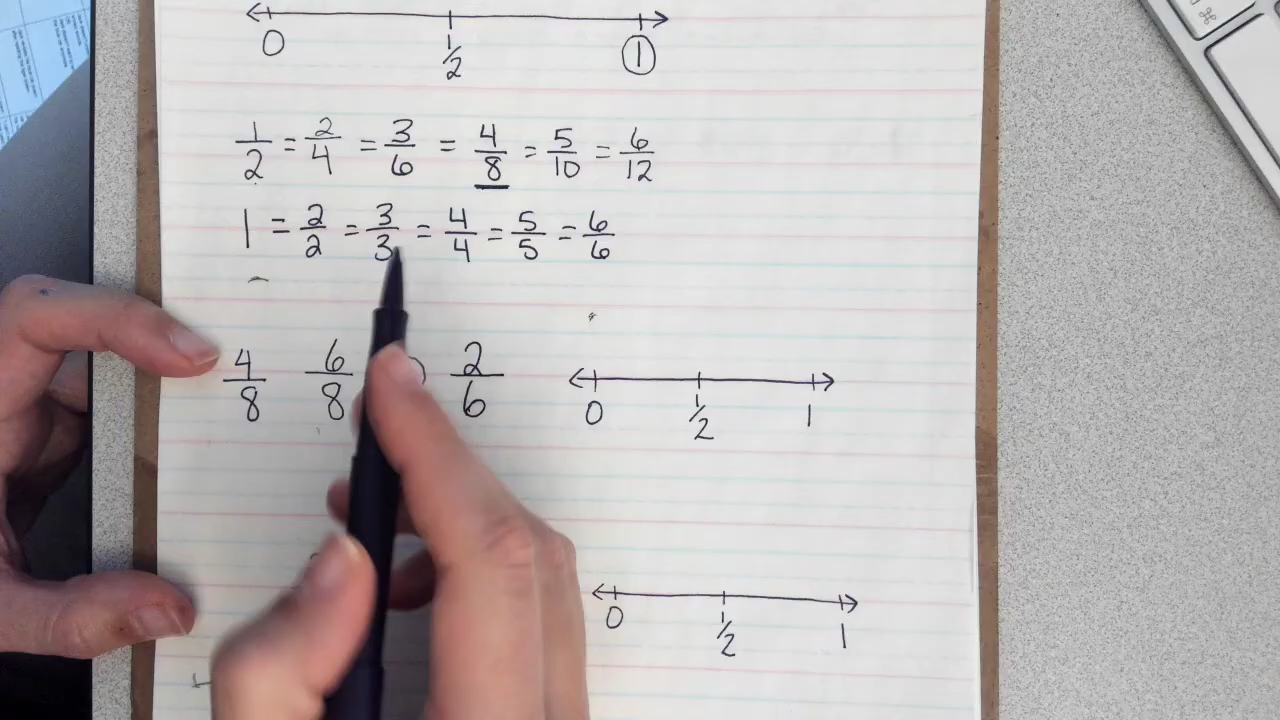 0 1/2 1
1/2 = 2/4 = 3/6 = 4/8 = 5/10 = 6/12
1 = 2/2 = 3/3 = 4/4 = 5/5 = 6/6
4/8 6/8 2/6
0 1/2 1
0 1/2 1
⌘